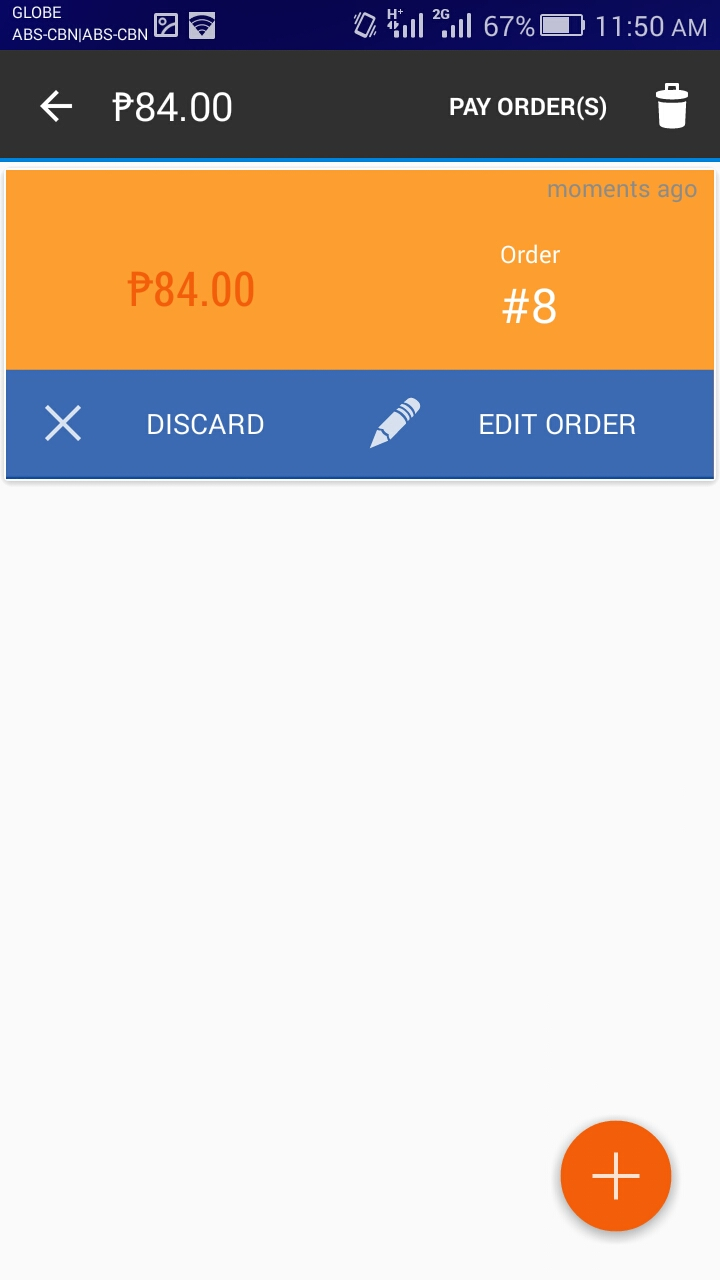 GLOBE
ABS-CBN|ABS-CBN
H+ 2G 67% 11:50 AM
₱84.00 PAY ORDER(S)
moments ago
₱84.00
Order
#8
DISCARD EDIT ORDER